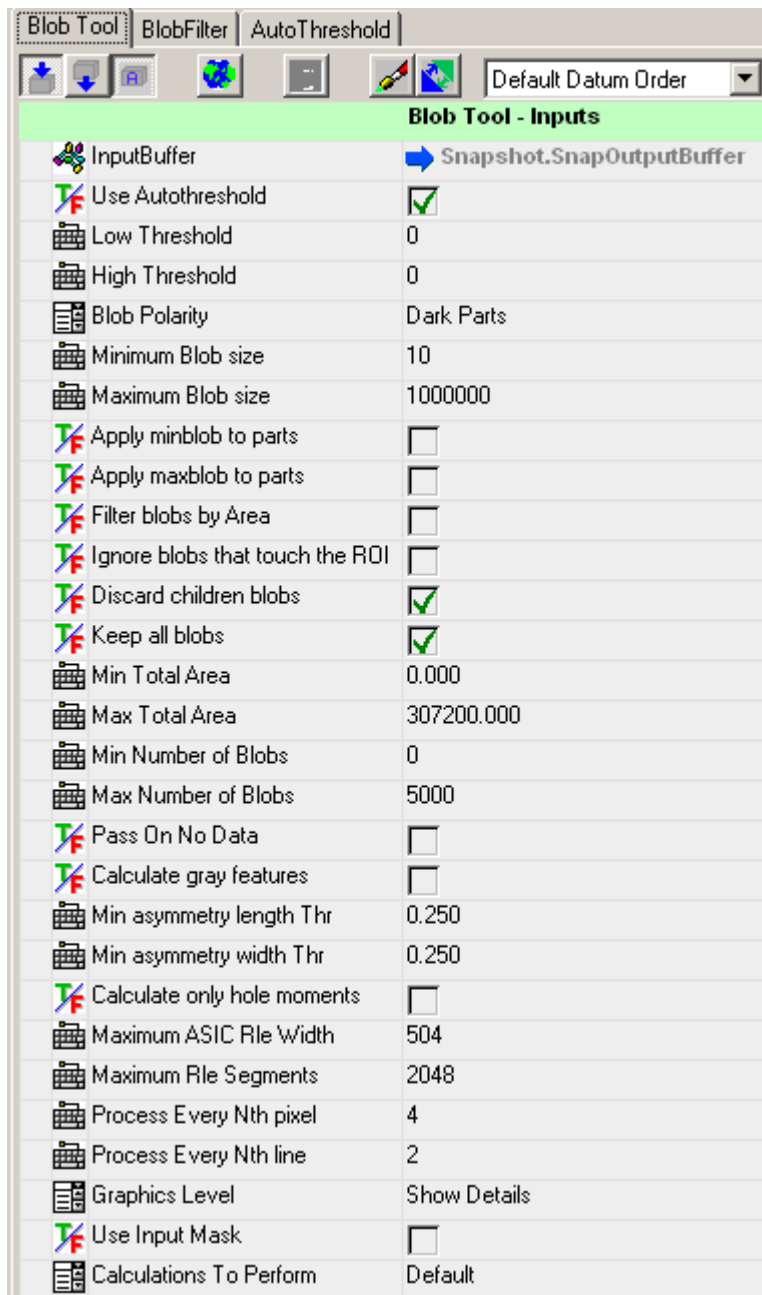 Blob Tool BlobFilter AutoThreshold
A Default Datum Order
Blob Tool - Inputs
InputBuffer Snapshot.SnapOutputBuffer
T/F Use Autothreshold
Low Threshold 0
High Threshold 0
Blob Polarity Dark Parts
Minimum Blob size 10
Maximum Blob size 1000000
T/F Apply minblob to parts
T/F Apply maxblob to parts
T/F Filter blobs by Area
T/F Ignore blobs that touch the ROI
T/F Discard children blobs
T/F Keep all blobs
Min Total Area 0.000
Max Total Area 307200.000
Min Number of Blobs 0
Max Number of Blobs 5000
T/F Pass On No Data
T/F Calculate gray features
Min asymmetry length Thr 0.250
Min asymmetry width Thr 0.250
T/F Calculate only hole moments
Maximum ASIC Rle Width 504
Maximum Rle Segments 2048
Process Every Nth pixel 4
Process Every Nth line 2
Graphics Level Show Details
T/F Use Input Mask
Calculations To Perform Default